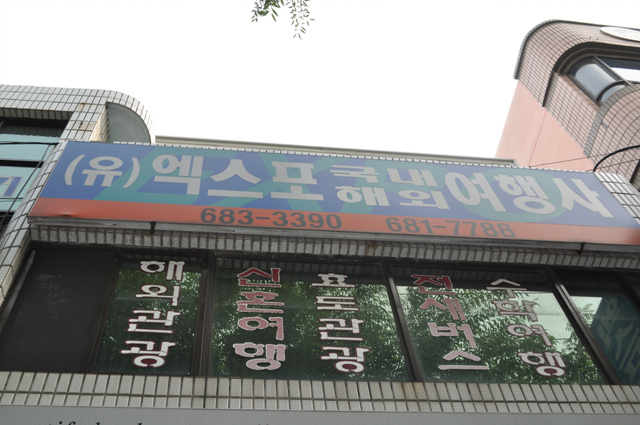 (유)엑스포 국내 해외 여행사
683-3390 681-7788
해외관광
신혼여행
효도관광
전세버스
수학여행